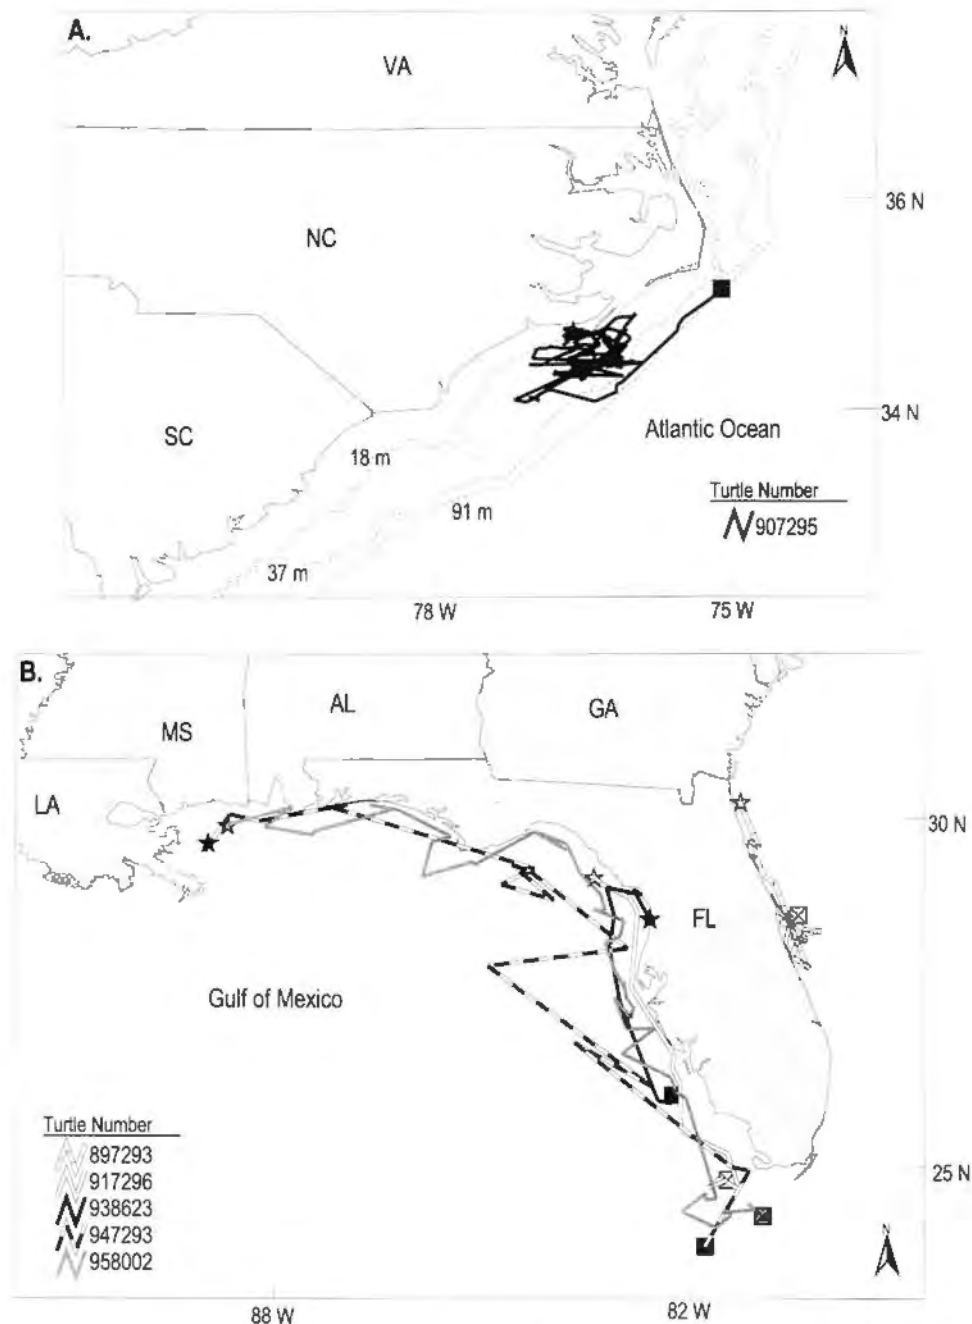 A.
N
VA
36 N
NC
34 N
SC
Atlantic Ocean
18 m
Turtle Number
91 m
907295
37 m
78 W
75 W
B.
AL
GA
MS
LA
30 N
FL
Gulf of Mexico
Turtle Number
897293
917296
938623
947293
958002
25 N
N
88 W
82 W